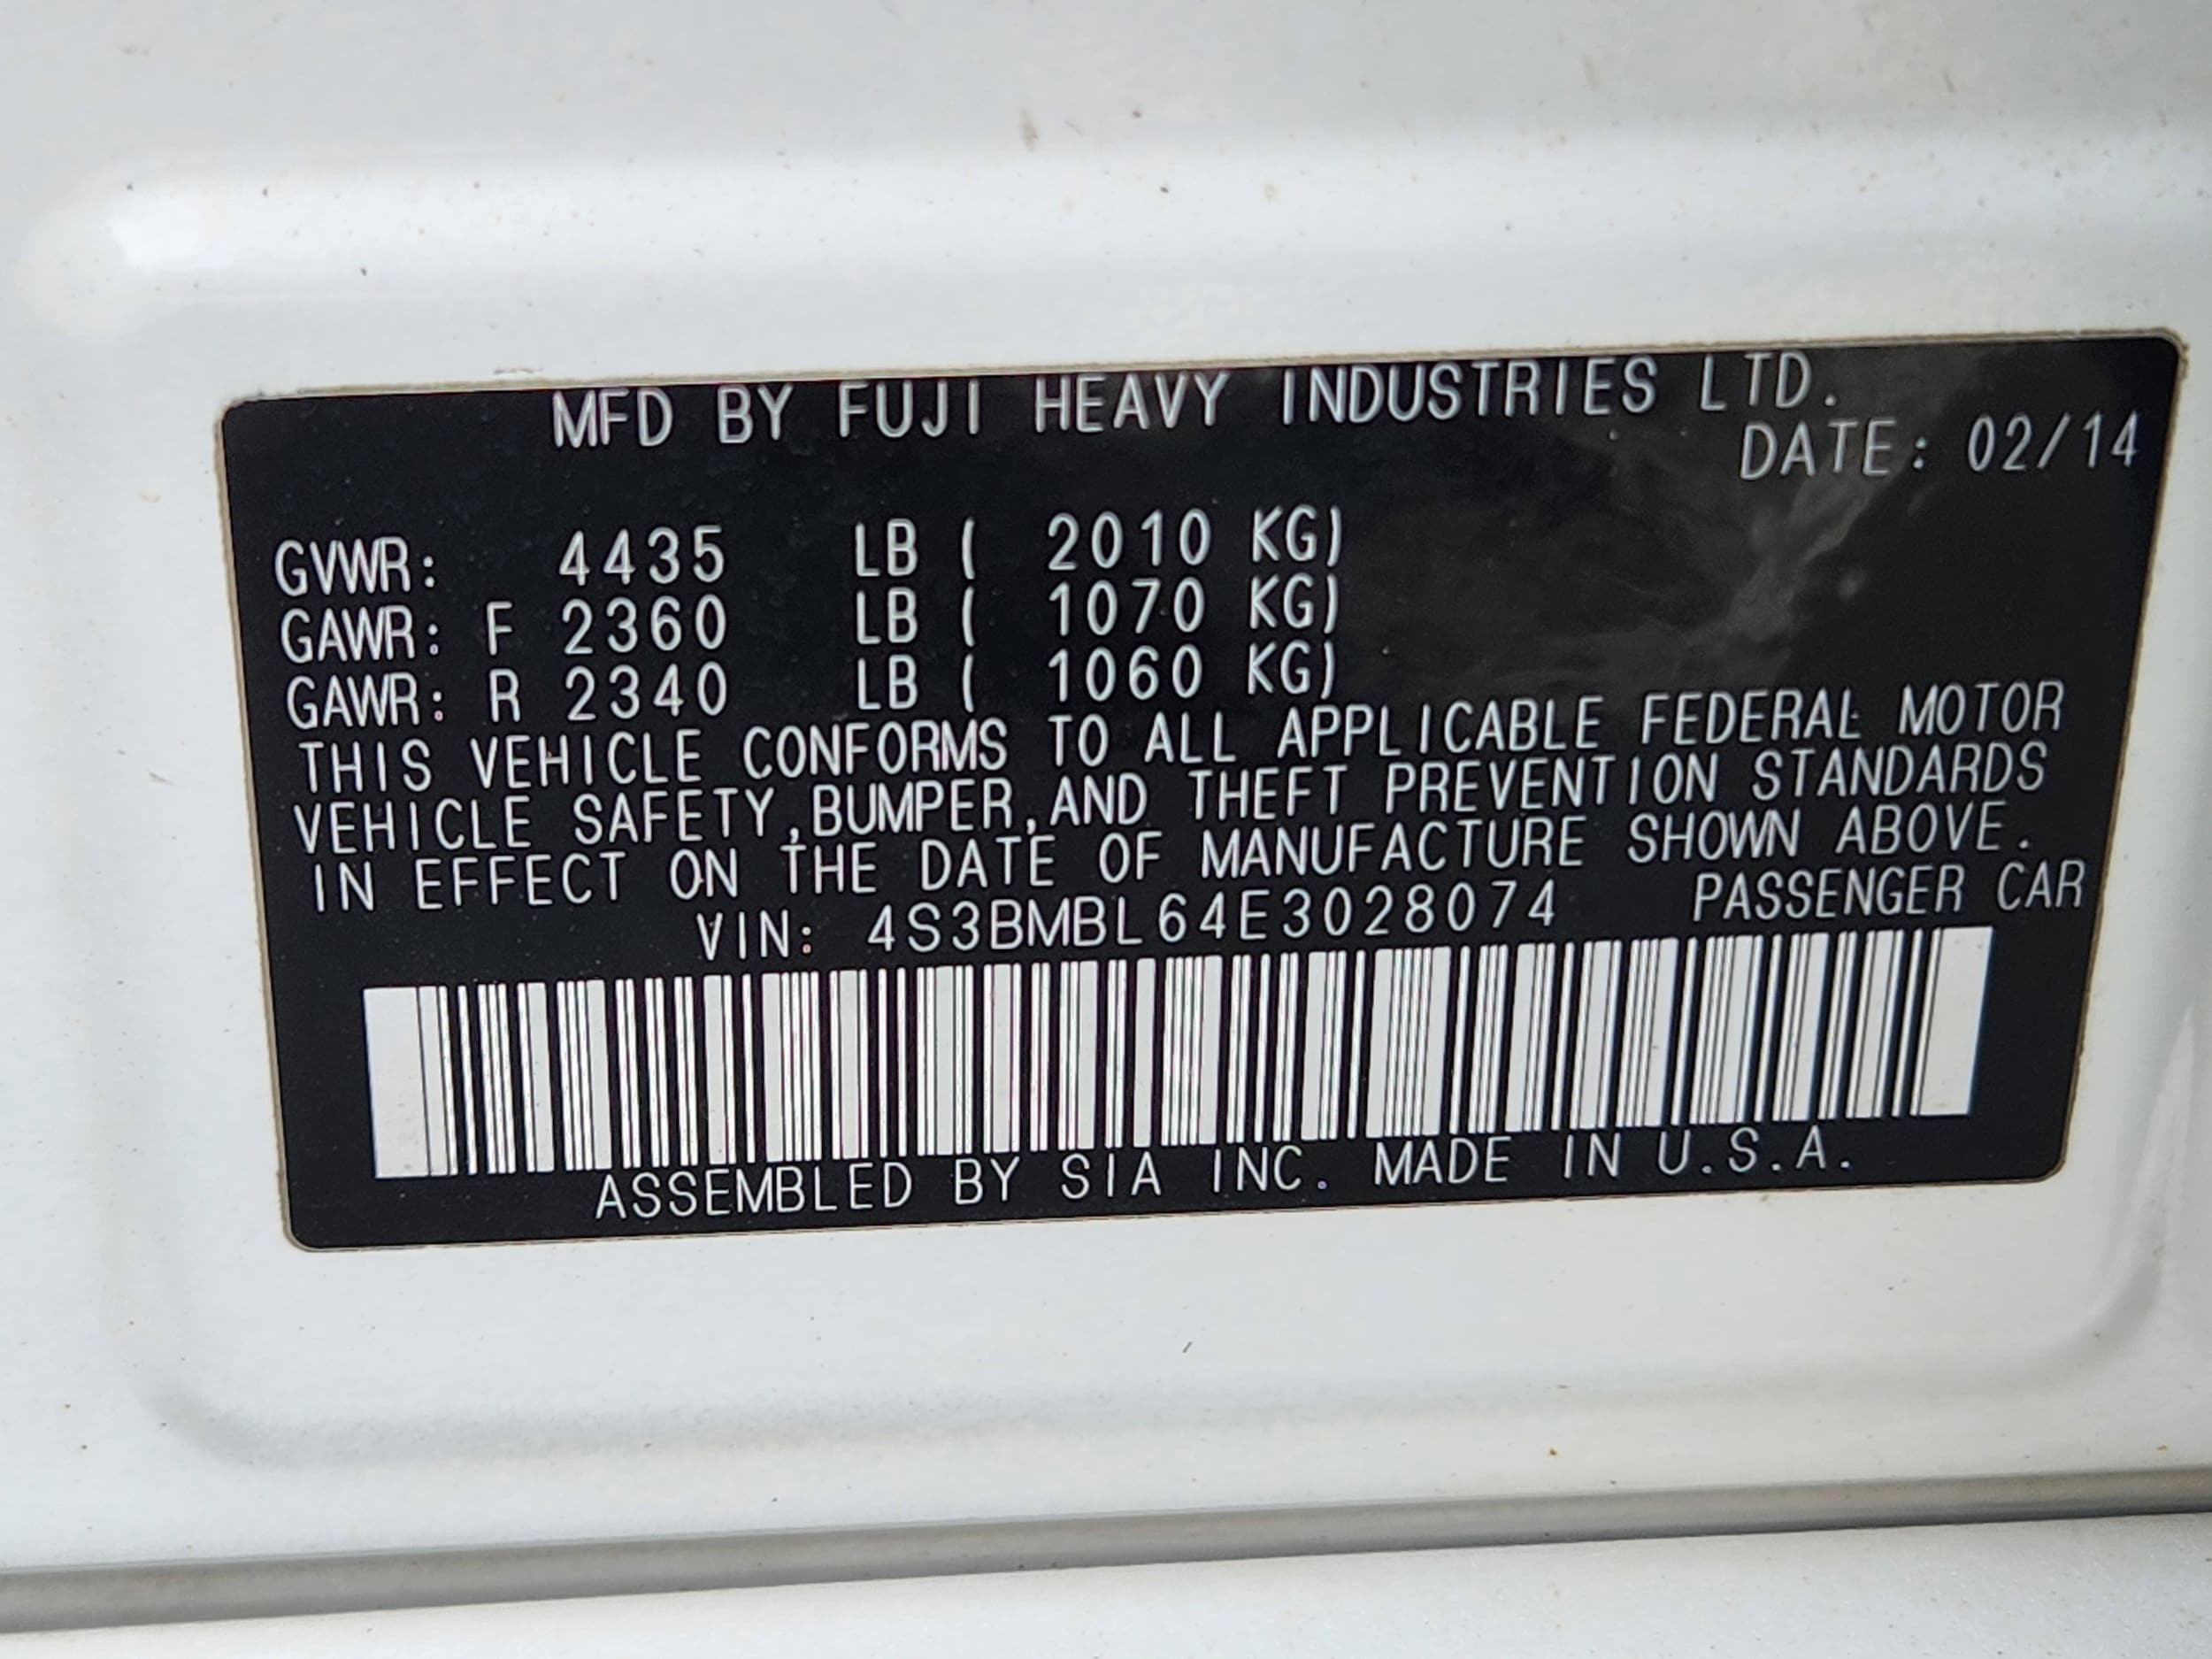 MFD BY FUJI HEAVY INDUSTRIES LTD.
DATE: 02/14
GVWR: 4435 LB ( 2010 KG)
GAWR: F 2360 LB ( 1070 KG)
GAWR: R 2340 LB ( 1060 KG)
THIS VEHICLE CONFORMS TO ALL APPLICABLE FEDERAL MOTOR
VEHICLE SAFETY,BUMPER,AND THEFT PREVENTION STANDARDS
IN EFFECT ON THE DATE OF MANUFACTURE SHOWN ABOVE.
VIN: 4S3BMBL64E3028074 PASSENGER CAR
ASSEMBLED BY SIA INC. MADE IN U.S.A.